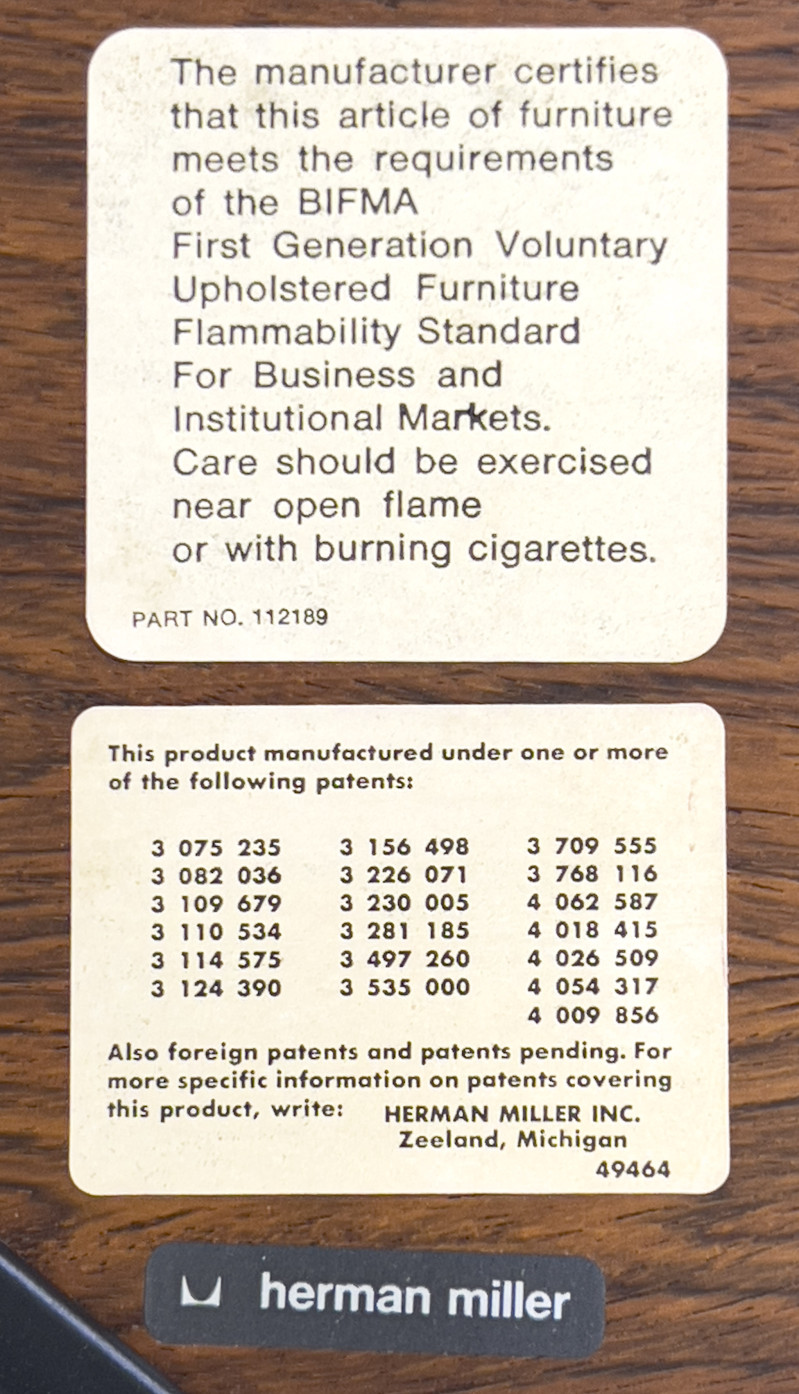 The manufacturer certifies
that this article of furniture
meets the requirements
of the BIFMA
First Generation Voluntary
Upholstered Furniture
Flammability Standard
For Business and
Institutional Markets.
Care should be exercised
near open flame
or with burning cigarettes.
PART NO. 112189
This product manufactured under one or more
of the following patents:
3 075 235 3 156 498 3 709 555
3 082 036 3 226 071 3 768 116
3 109 679 3 230 005 4 062 587
3 110 534 3 281 185 4 018 415
3 114 575 3 497 260 4 026 509
3 124 390 3 535 000 4 054 317
4 009 856
Also foreign patents and patents pending. For
more specific information on patents covering
this product, write: HERMAN MILLER INC.
Zeeland, Michigan
49464
herman miller